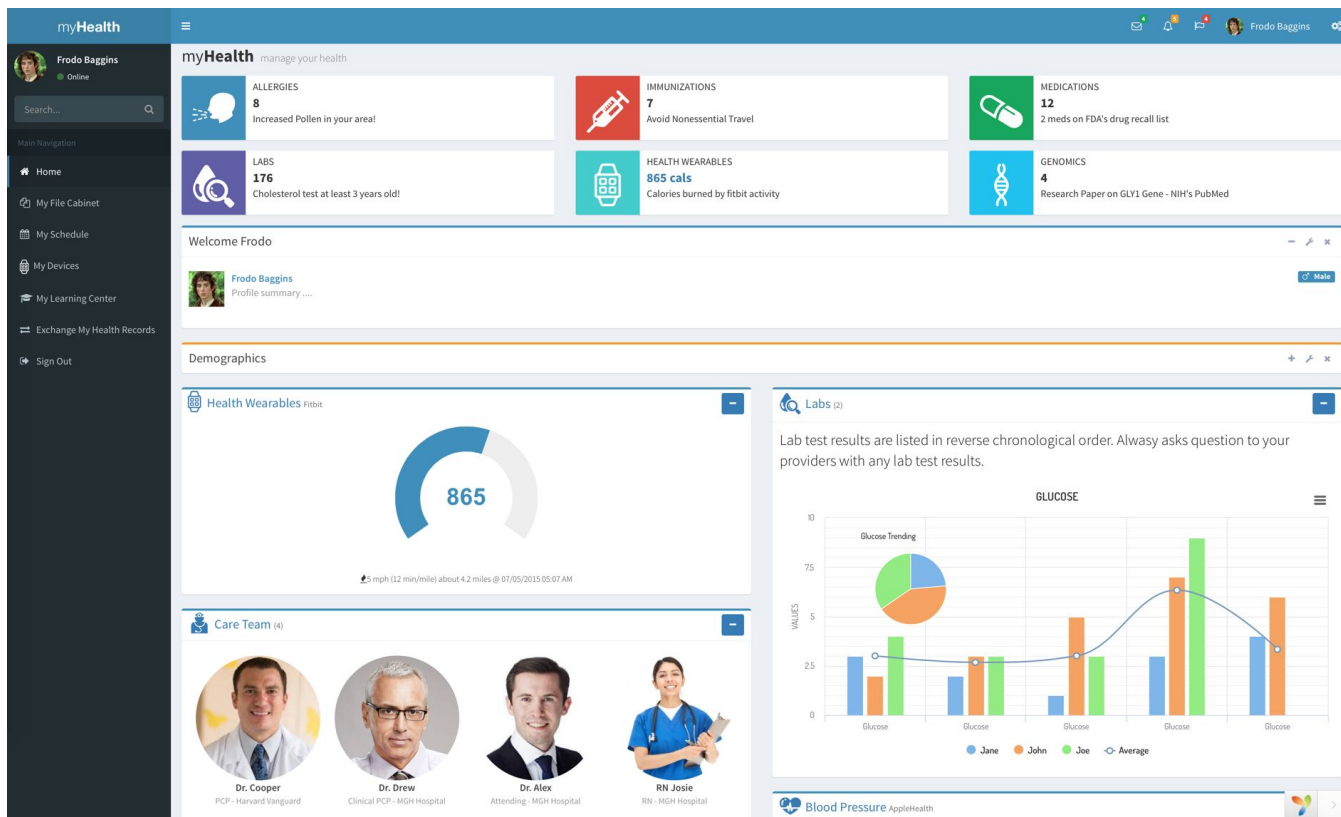 myHealth
4
5
4
Frodo Baggins
Frodo Baggins
Online
Search...
Main Navigation
Home
My File Cabinet
My Schedule
My Devices
My Learning Center
Exchange My Health Records
Sign Out
myHealth manage your health
ALLERGIES
8
Increased Pollen in your area!
IMMUNIZATIONS
7
Avoid Nonessential Travel
MEDICATIONS
12
2 meds on FDA's drug recall list
LABS
176
Cholesterol test at least 3 years old!
HEALTH WEARABLES
865 cals
Calories burned by fitbit activity
GENOMICS
4
Research Paper on GLY1 Gene - NIH's PubMed
Welcome Frodo
Frodo Baggins
Profile summary ....
Male
Demographics
Health Wearables Fitbit
865
5 mph (12 min/mile) about 4.2 miles @ 07/05/2015 05:07 AM
Care Team (4)
Dr. Cooper
PCP - Harvard Vanguard
Dr. Drew
Clinical PCP - MGH Hospital
Dr. Alex
Attending - MGH Hospital
RN Josie
RN - MGH Hospital
Labs (2)
Lab test results are listed in reverse chronological order. Alwasy asks question to your
providers with any lab test results.
GLUCOSE
Glucose Trending
VALUES
10
7.5
5
2.5
0
Glucose
Glucose
Glucose
Glucose
Glucose
Jane
John
Joe
Average
Blood Pressure AppleHealth